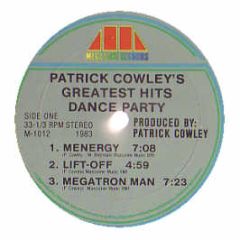 MEGATONE RECORDS
PATRICK COWLEY'S
GREATEST HITS
DANCE PARTY
SIDE ONE
33-1/3 RPM STEREO
M-1012 1983
PRODUCED BY:
PATRICK COWLEY
1. MENERGY 7:08
2. LIFT-OFF 4:59
3. MEGATRON MAN 7:23